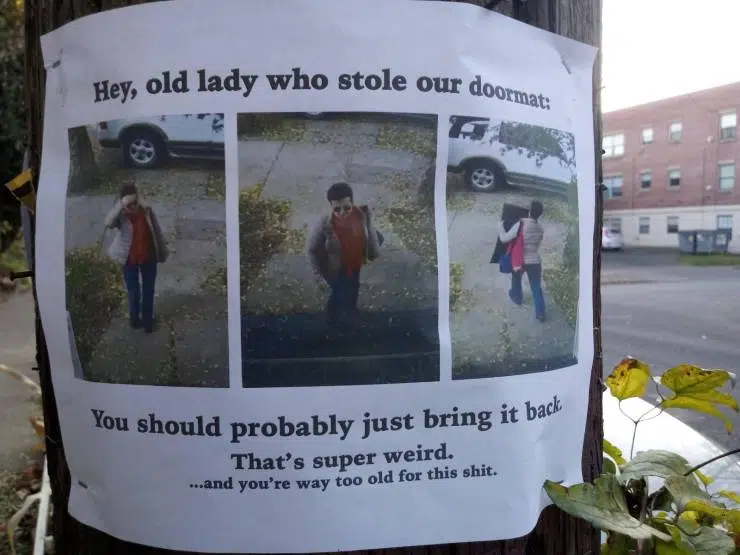 Hey, old lady who stole our doormat:
You should probably just bring it back.
That's super weird.
...and you're way too old for this shit.